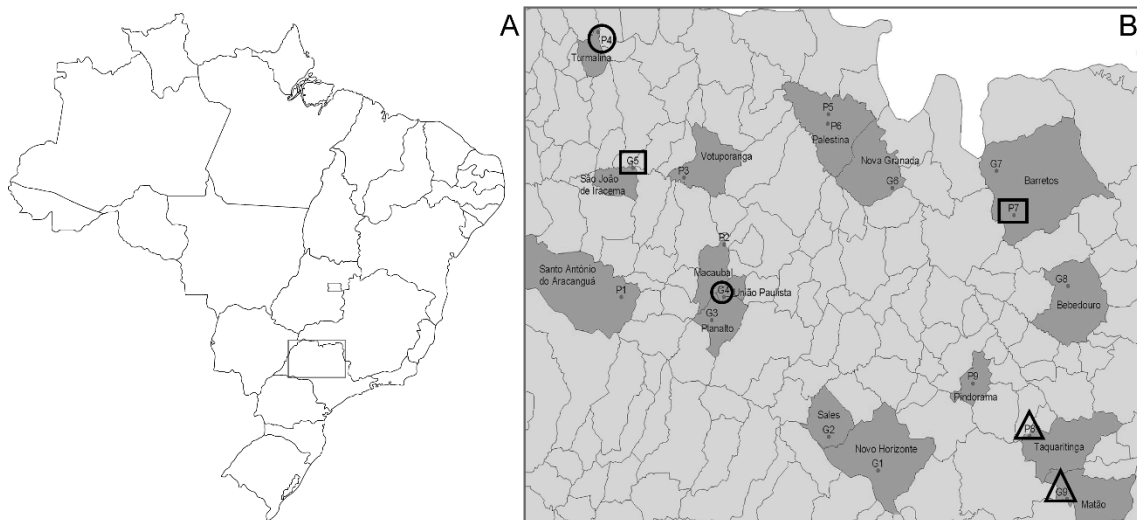 A
B
P4
Turmalina
P5
P6
Palestina
Votuporanga
Nova Granada
G5
P3
São João
de Iracema
G6
G7
Barretos
P7
P2
Santo Antônio
do Aracanguá
P1
Macaubal
G4
União Paulista
G3
Planalto
G8
Bebedouro
P9
Pindorama
Sales
G2
Novo Horizonte
G1
P8
Taquaritinga
G9
Matão